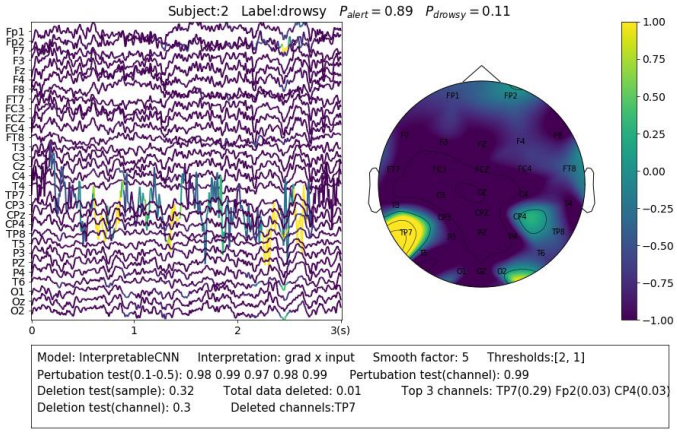 Subject:2 Label:drowsy P_alert = 0.89 P_drowsy = 0.11
Fp1
Fp2
F7
F3
Fz
F4
F8
FT7
FC3
FCZ
FC4
FT8
T3
C3
Cz
C4
T4
TP7
CP3
CPz
CP4
TP8
T5
P3
PZ
P4
T6
O1
Oz
O2
0 1 2 3(s)
FP1 FP2
F4
FT7 FC4 FT8
C4
T3
CP4
TP7 CPZ TP8
PZ
T6
O1 OZ O2
1.00
0.75
0.50
0.25
0.00
−0.25
−0.50
−0.75
−1.00
Model: InterpretableCNN Interpretation: grad x input Smooth factor: 5 Thresholds:[2, 1]
Pertubation test(0.1-0.5): 0.98 0.99 0.97 0.98 0.99 Pertubation test(channel): 0.99
Deletion test(sample): 0.32 Total data deleted: 0.01 Top 3 channels: TP7(0.29) Fp2(0.03) CP4(0.03)
Deletion test(channel): 0.3 Deleted channels:TP7